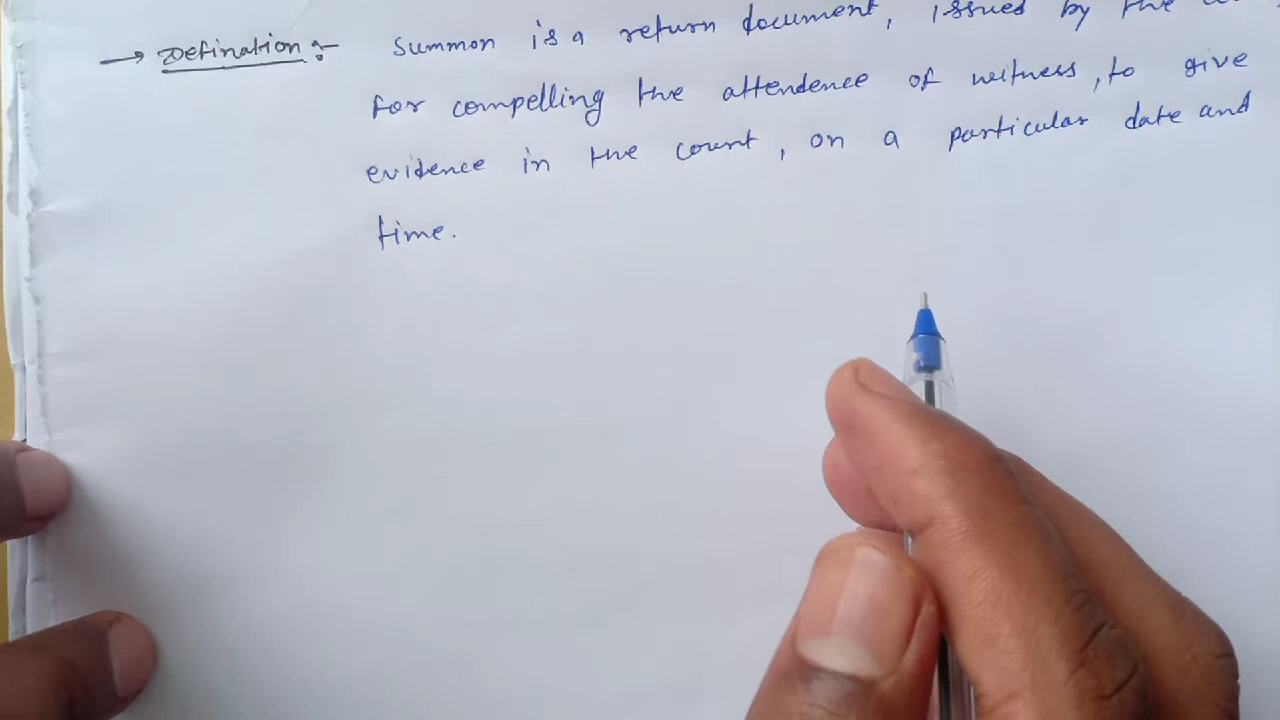 → Defination :- Summon is a return document, issued by the
for compelling the attendence of witness, to give
evidence in the court, on a particular date and
time.